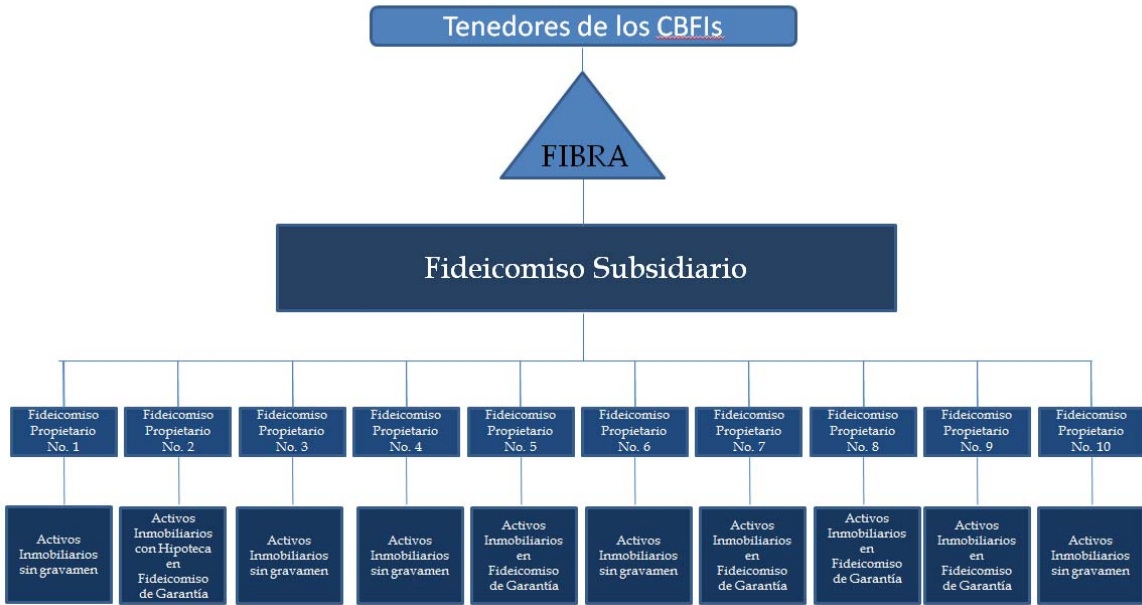 Tenedores de los CBFIs
FIBRA
Fideicomiso Subsidiario
Fideicomiso
Propietario
No. 1
Fideicomiso
Propietario
No. 2
Fideicomiso
Propietario
No. 3
Fideicomiso
Propietario
No. 4
Fideicomiso
Propietario
No. 5
Fideicomiso
Propietario
No. 6
Fideicomiso
Propietario
No. 7
Fideicomiso
Propietario
No. 8
Fideicomiso
Propietario
No. 9
Fideicomiso
Propietario
No. 10
Activos
Inmobiliarios
sin gravamen
Activos
Inmobiliarios
con Hipoteca
en
Fideicomiso
de Garantía
Activos
Inmobiliarios
sin gravamen
Activos
Inmobiliarios
sin gravamen
Activos
Inmobiliarios
en
Fideicomiso
de Garantía
Activos
Inmobiliarios
sin gravamen
Activos
Inmobiliarios
en
Fideicomiso
de Garantía
Activos
Inmobiliarios
en
Fideicomiso
de Garantía
Activos
Inmobiliarios
en
Fideicomiso
de Garantía
Activos
Inmobiliarios
sin gravamen